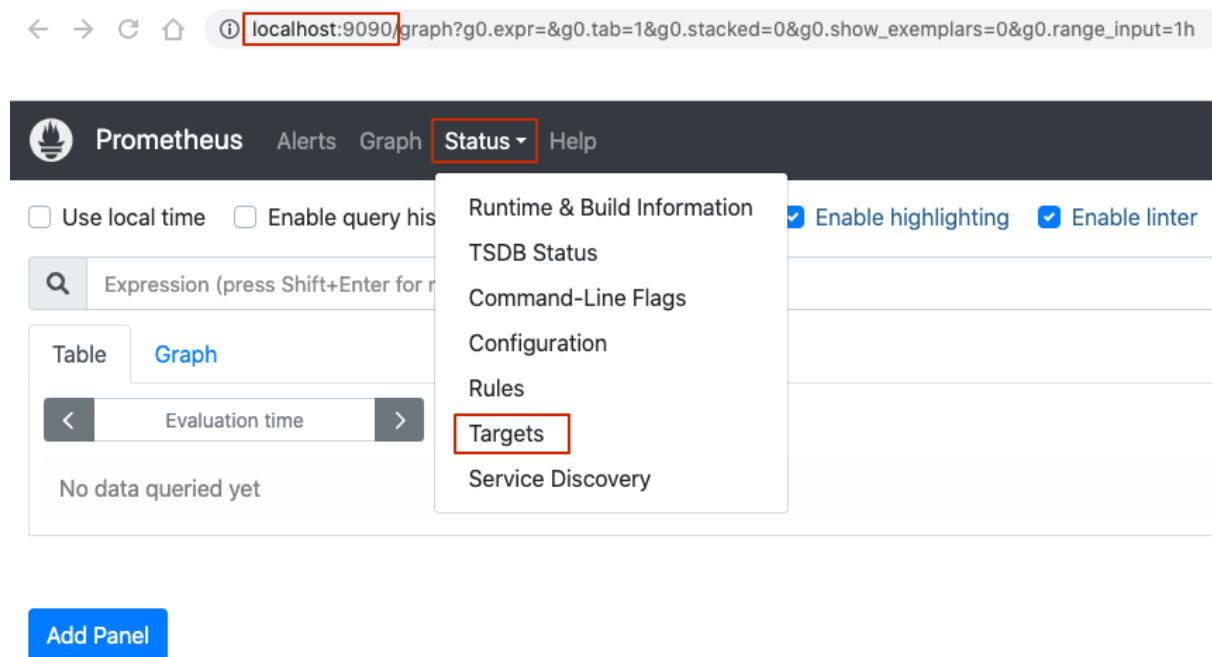 localhost:9090/graph?g0.expr=&g0.tab=1&g0.stacked=0&g0.show_exemplars=0&g0.range_input=1h
Prometheus Alerts Graph Status Help
Use local time Enable query his Enable highlighting Enable linter
Expression (press Shift+Enter for
Runtime & Build Information
TSDB Status
Command-Line Flags
Configuration
Rules
Targets
Service Discovery
Table Graph
Evaluation time
No data queried yet
Add Panel